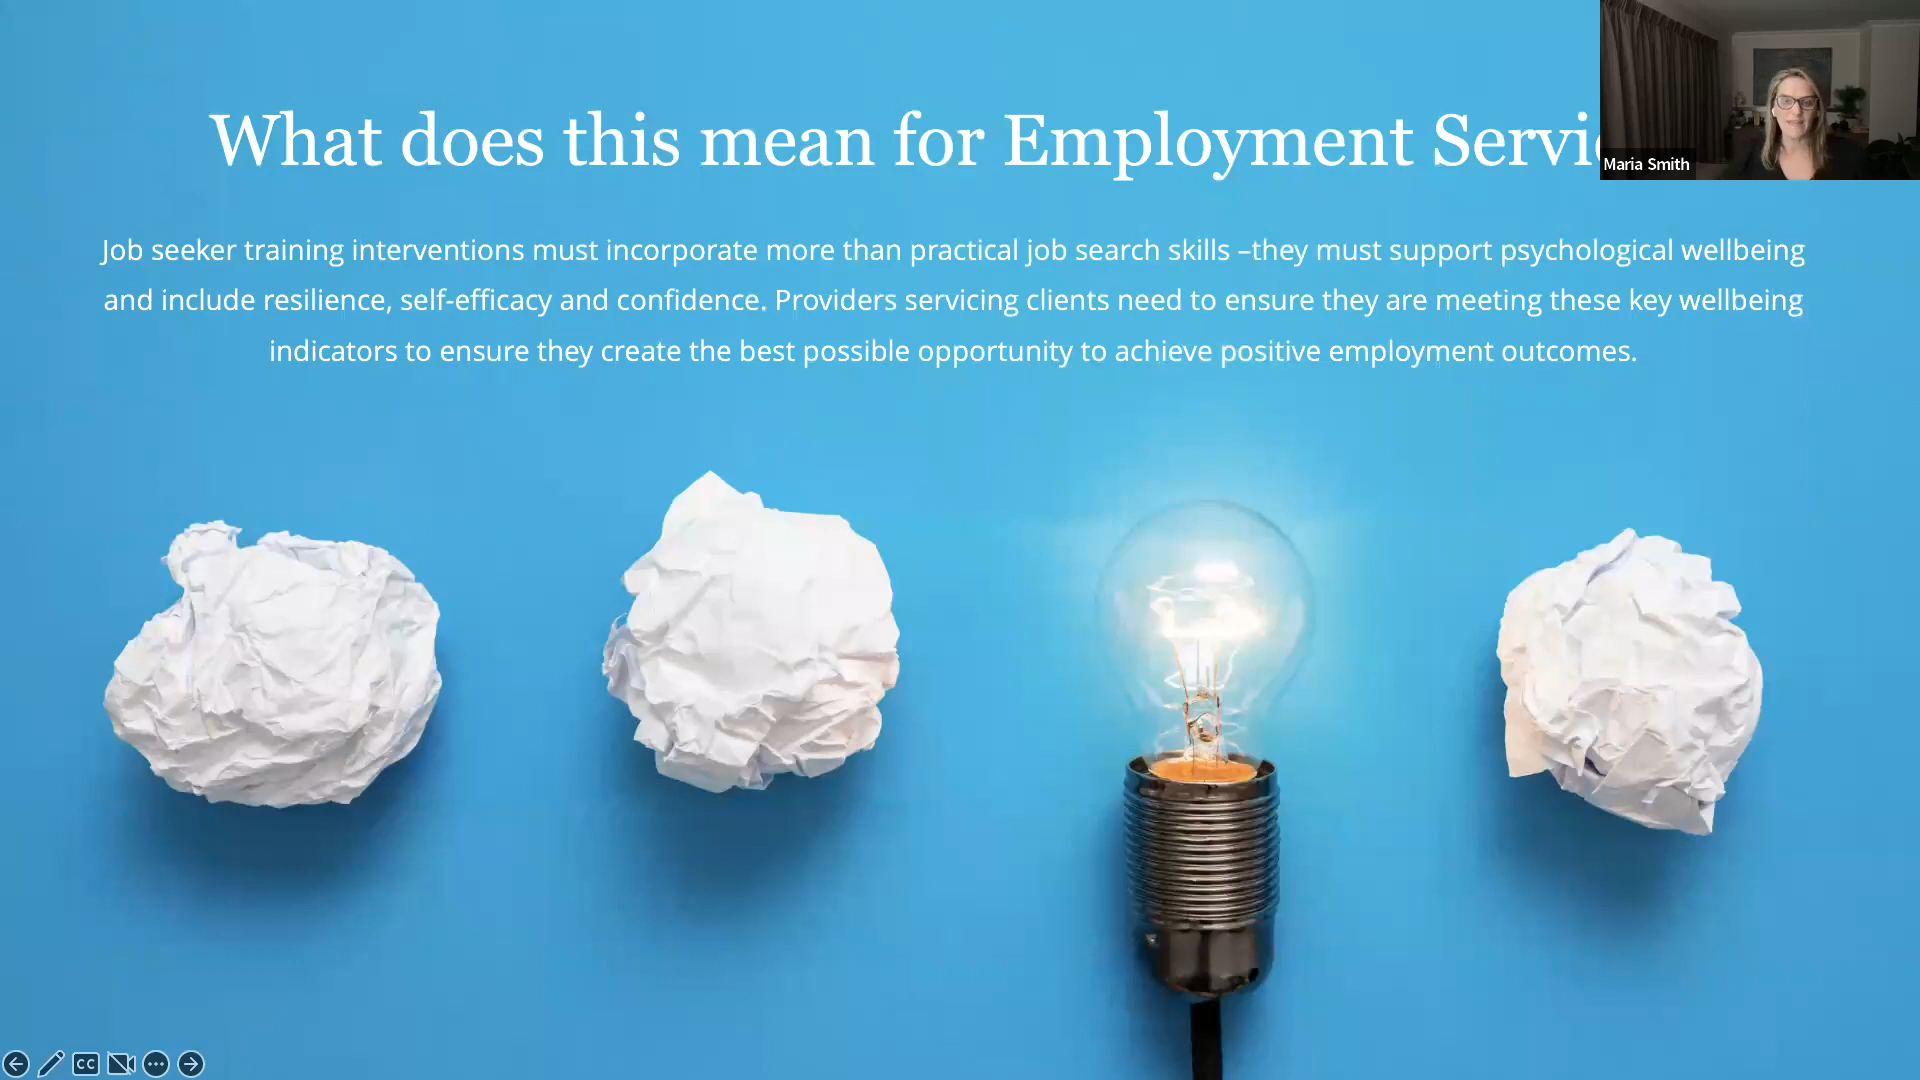 What does this mean for Employment
Maria Smith
Job seeker training interventions must incorporate more than practical job search skills –they must support psychological wellbeing
and include resilience, self-efficacy and confidence. Providers servicing clients need to ensure they are meeting these key wellbeing
indicators to ensure they create the best possible opportunity to achieve positive employment outcomes.
CC